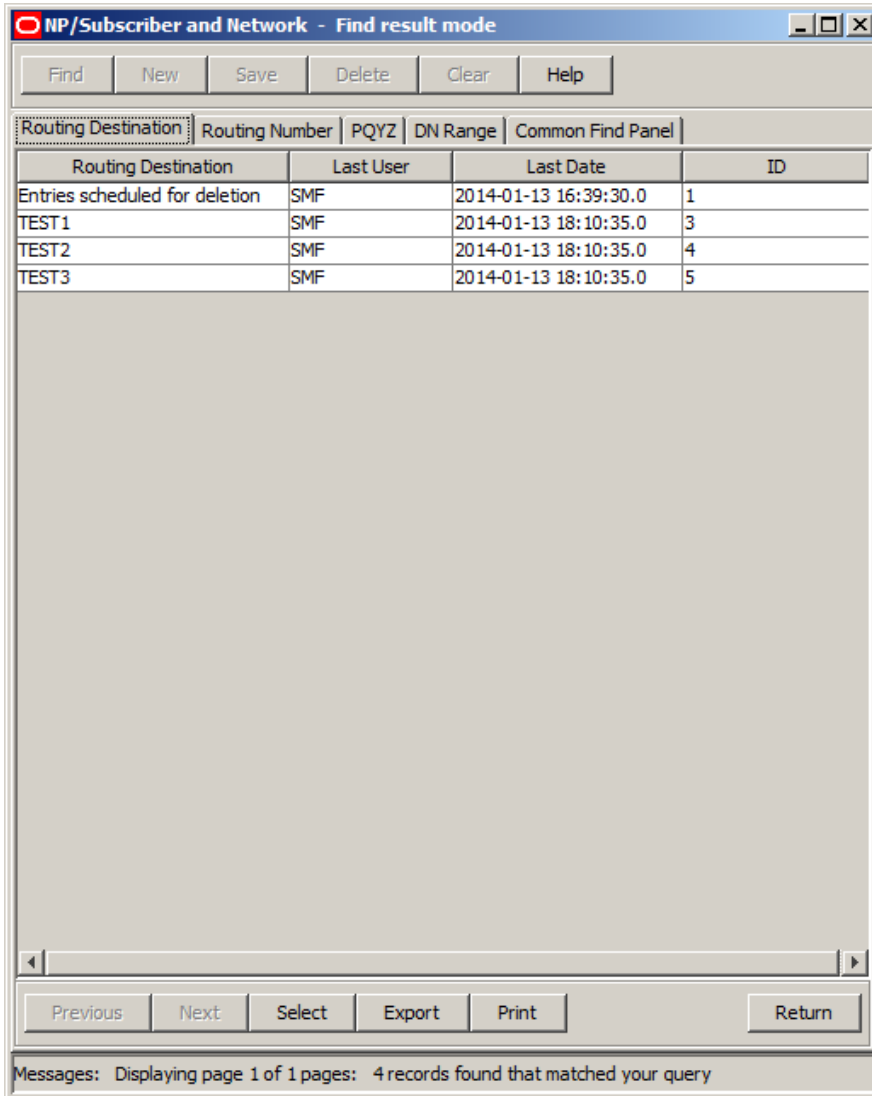 NP/Subscriber and Network - Find result mode
Find New Save Delete Clear Help
Routing Destination Routing Number PQYZ DN Range Common Find Panel
Routing Destination Last User Last Date ID
Entries scheduled for deletion SMF 2014-01-13 16:39:30.0 1
TEST1 SMF 2014-01-13 18:10:35.0 3
TEST2 SMF 2014-01-13 18:10:35.0 4
TEST3 SMF 2014-01-13 18:10:35.0 5
Previous Next Select Export Print Return
Messages: Displaying page 1 of 1 pages: 4 records found that matched your query